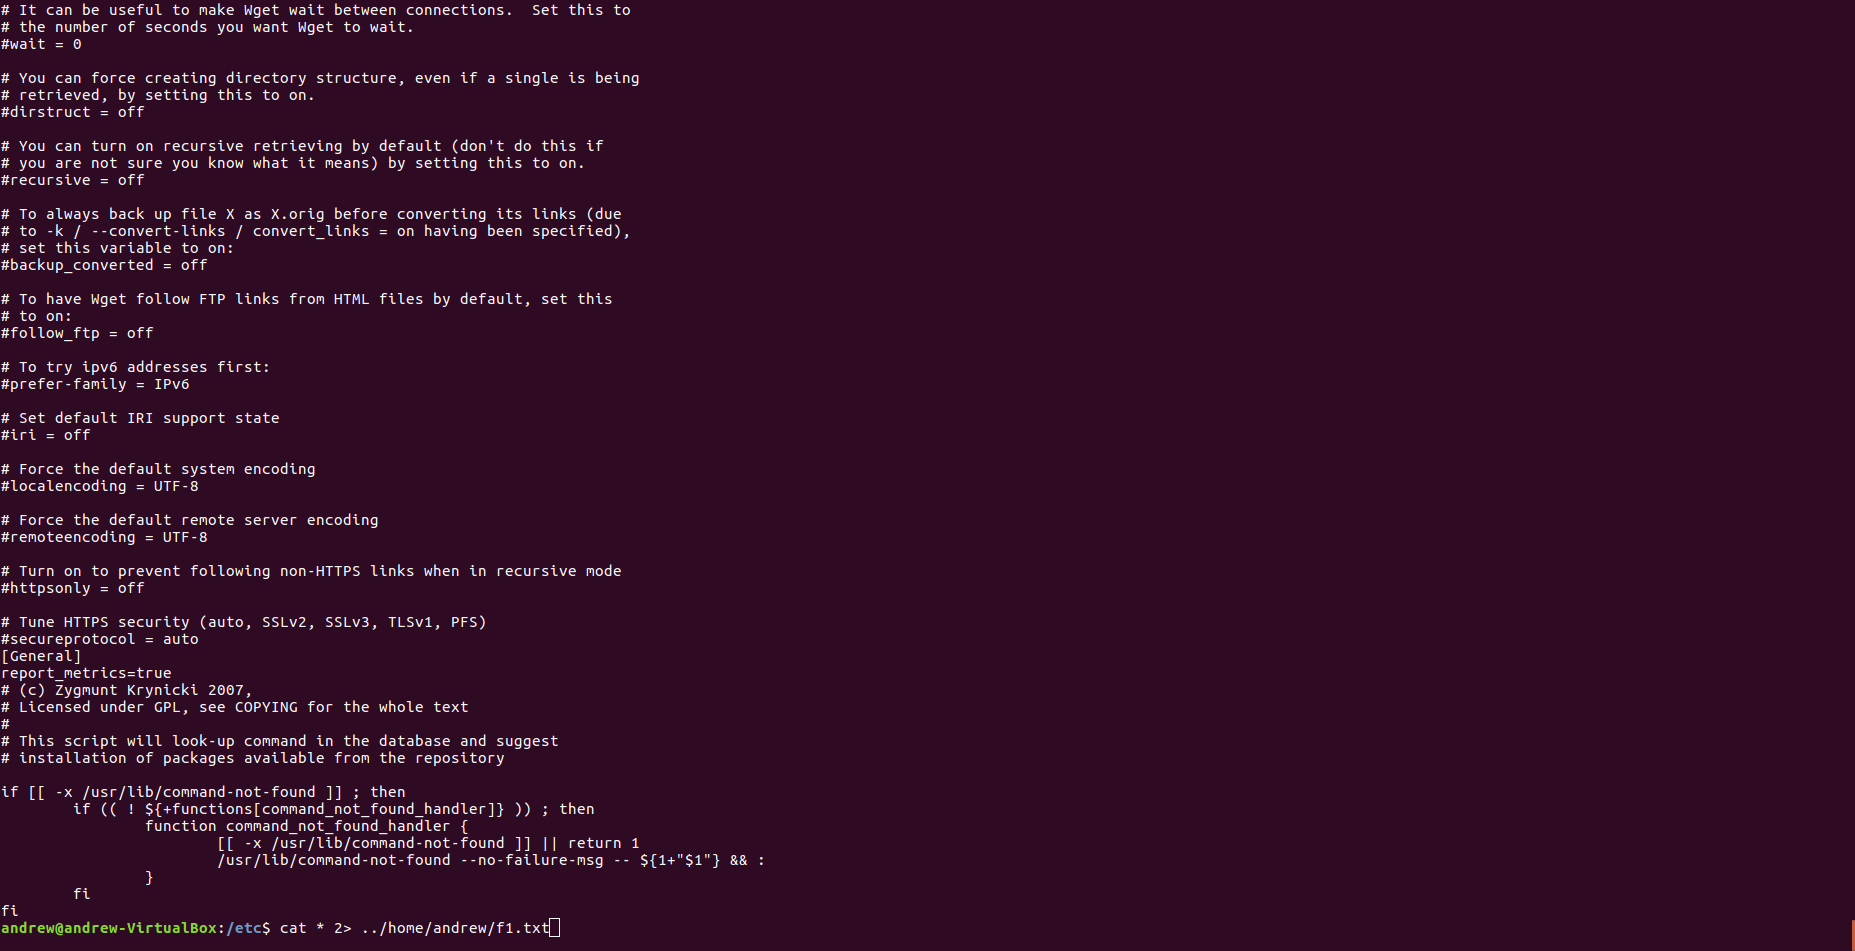 # It can be useful to make Wget wait between connections.  Set this to
# the number of seconds you want Wget to wait.
#wait = 0

# You can force creating directory structure, even if a single is being
# retrieved, by setting this to on.
#dirstruct = off

# You can turn on recursive retrieving by default (don't do this if
# you are not sure you know what it means) by setting this to on.
#recursive = off

# To always back up file X as X.orig before converting its links (due
# to -k / --convert-links / convert_links = on having been specified),
# set this variable to on:
#backup_converted = off

# To have Wget follow FTP links from HTML files by default, set this
# to on:
#follow_ftp = off

# To try ipv6 addresses first:
#prefer-family = IPv6

# Set default IRI support state
#iri = off

# Force the default system encoding
#localencoding = UTF-8

# Force the default remote server encoding
#remoteencoding = UTF-8

# Turn on to prevent following non-HTTPS links when in recursive mode
#httpsonly = off

# Tune HTTPS security (auto, SSLv2, SSLv3, TLSv1, PFS)
#secureprotocol = auto
[General]
report_metrics=true
# (c) Zygmunt Krynicki 2007,
# Licensed under GPL, see COPYING for the whole text
#
# This script will look-up command in the database and suggest
# installation of packages available from the repository

if [[ -x /usr/lib/command-not-found ]] ; then
        if (( ! ${+functions[command_not_found_handler]} )) ; then
                function command_not_found_handler {
                        [[ -x /usr/lib/command-not-found ]] || return 1
                        /usr/lib/command-not-found --no-failure-msg -- ${1+"$1"} && :
                }
        fi
fi
andrew@andrew-VirtualBox:/etc$ cat * 2> ../home/andrew/f1.txt